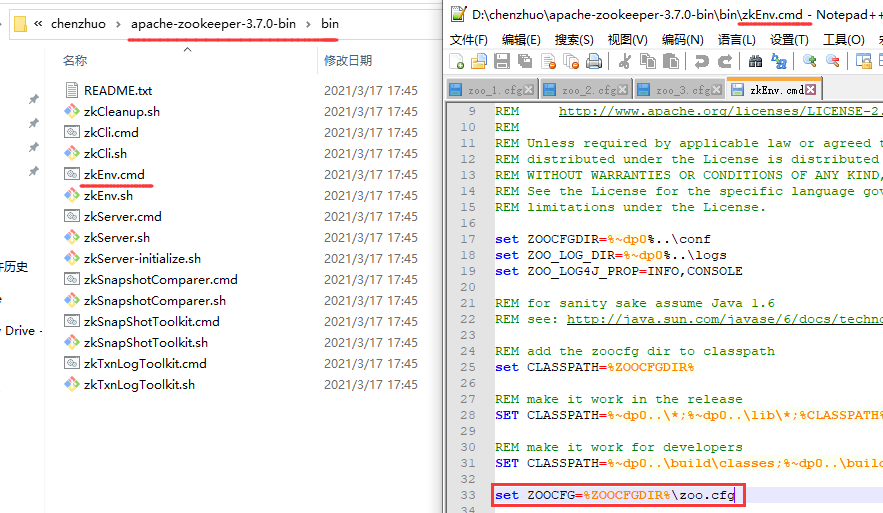 « chenzhuo › apache-zookeeper-3.7.0-bin › bin
名称 修改日期
README.txt 2021/3/17 17:45
zkCleanup.sh 2021/3/17 17:45
zkCli.cmd 2021/3/17 17:45
zkCli.sh 2021/3/17 17:45
zkEnv.cmd 2021/3/17 17:45
zkEnv.sh 2021/3/17 17:45
zkServer.cmd 2021/3/17 17:45
zkServer.sh 2021/3/17 17:45
zkServer-initialize.sh 2021/3/17 17:45
zkSnapshotComparer.cmd 2021/3/17 17:45
zkSnapshotComparer.sh 2021/3/17 17:45
zkSnapShotToolkit.cmd 2021/3/17 17:45
zkSnapShotToolkit.sh 2021/3/17 17:45
zkTxnLogToolkit.cmd 2021/3/17 17:45
zkTxnLogToolkit.sh 2021/3/17 17:45
历史
Drive -
D:\chenzhuo\apache-zookeeper-3.7.0-bin\bin\zkEnv.cmd - Notepad++
文件(F) 编辑(E) 搜索(S) 视图(V) 编码(N) 语言(L) 设置(T) 工具(O)
zoo_1.cfg zoo_2.cfg zoo_3.cfg zkEnv.cmd
9 REM http://www.apache.org/licenses/LICENSE-2.
10 REM
11 REM Unless required by applicable law or agreed t
12 REM distributed under the License is distributed
13 REM WITHOUT WARRANTIES OR CONDITIONS OF ANY KIND,
14 REM See the License for the specific language gov
15 REM limitations under the License.
16
17 set ZOOCFGDIR=%~dp0%..\conf
18 set ZOO_LOG_DIR=%~dp0%..\logs
19 set ZOO_LOG4J_PROP=INFO,CONSOLE
20
21 REM for sanity sake assume Java 1.6
22 REM see: http://java.sun.com/javase/6/docs/techno
23
24 REM add the zoocfg dir to classpath
25 set CLASSPATH=%ZOOCFGDIR%
26
27 REM make it work in the release
28 SET CLASSPATH=%~dp0..\*;%~dp0..\lib\*;%CLASSPATH%
29
30 REM make it work for developers
31 SET CLASSPATH=%~dp0..\build\classes;%~dp0..\build
32
33 set ZOOCFG=%ZOOCFGDIR%\zoo.cfg
34